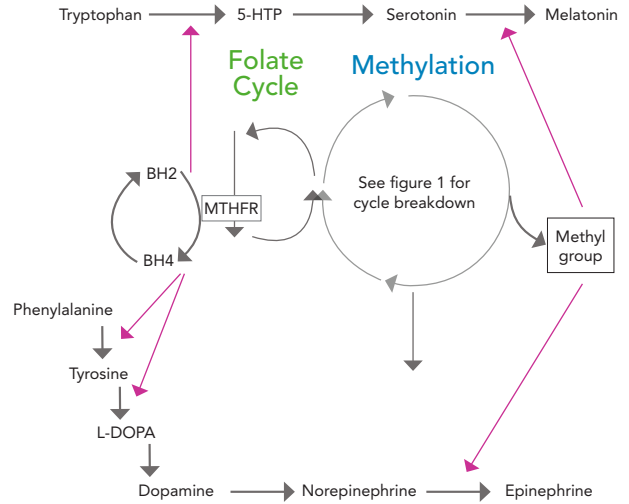 Tryptophan 5-HTP Serotonin Melatonin
Folate
Cycle
Methylation
BH2
MTHFR
See figure 1 for
cycle breakdown
Methyl
group
BH4
Phenylalanine
Tyrosine
L-DOPA
Dopamine Norepinephrine Epinephrine